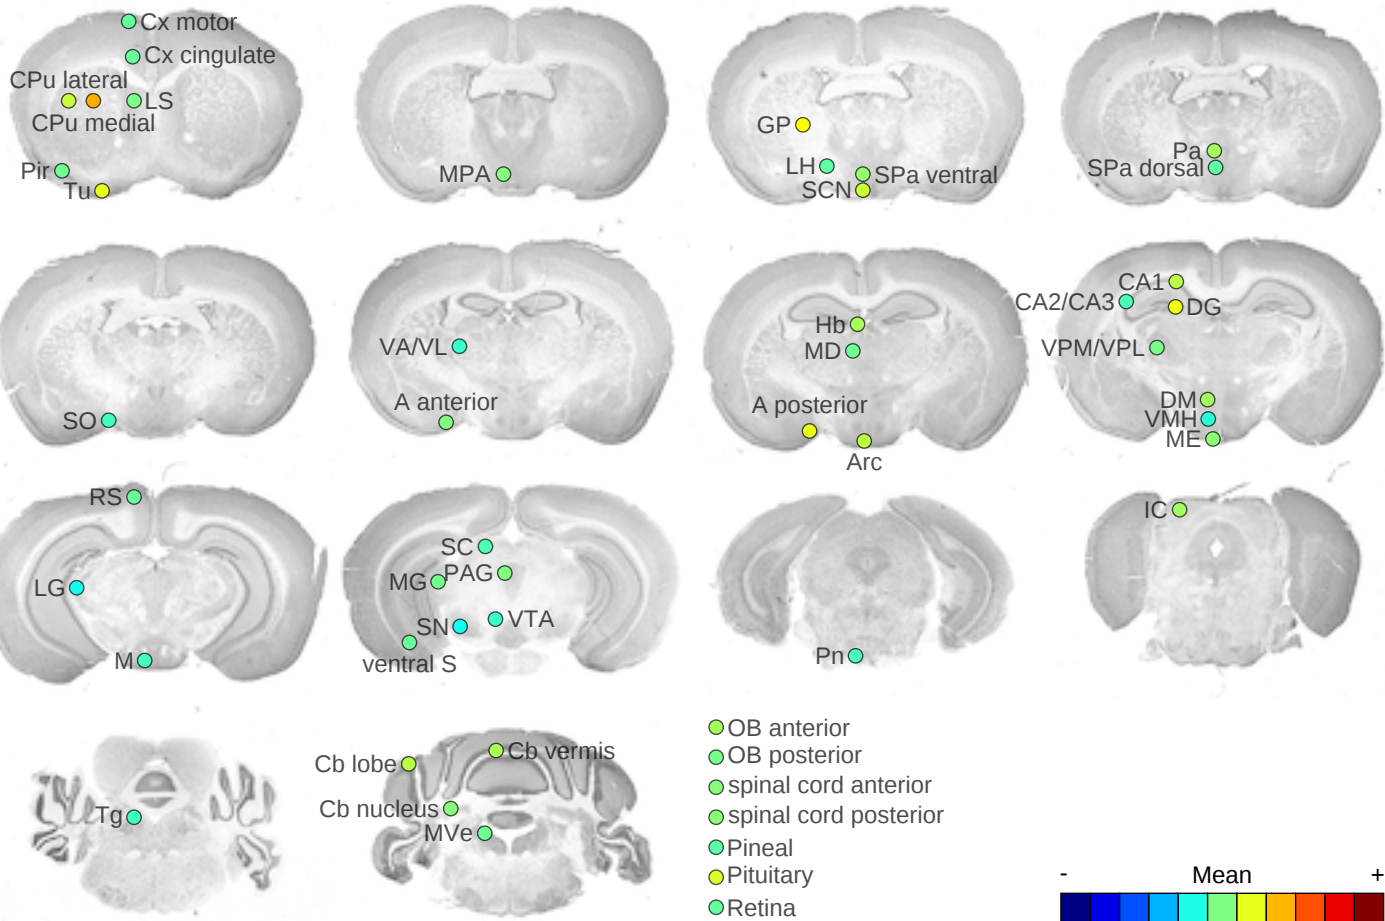 Cx motor
Cx cingulate
CPu lateral
LS
CPu medial
Pir
Tu
MPA
GP
LH
SPa ventral
SCN
Pa
SPa dorsal
SO
VA/VL
A anterior
Hb
MD
A posterior
Arc
CA1
CA2/CA3
DG
VPM/VPL
DM
VMH
ME
RS
LG
M
SC
MG
PAG
SN
VTA
ventral S
Pn
IC
Tg
Cb lobe
Cb vermis
Cb nucleus
MVe
OB anterior
OB posterior
spinal cord anterior
spinal cord posterior
Pineal
Pituitary
Retina
- Mean +